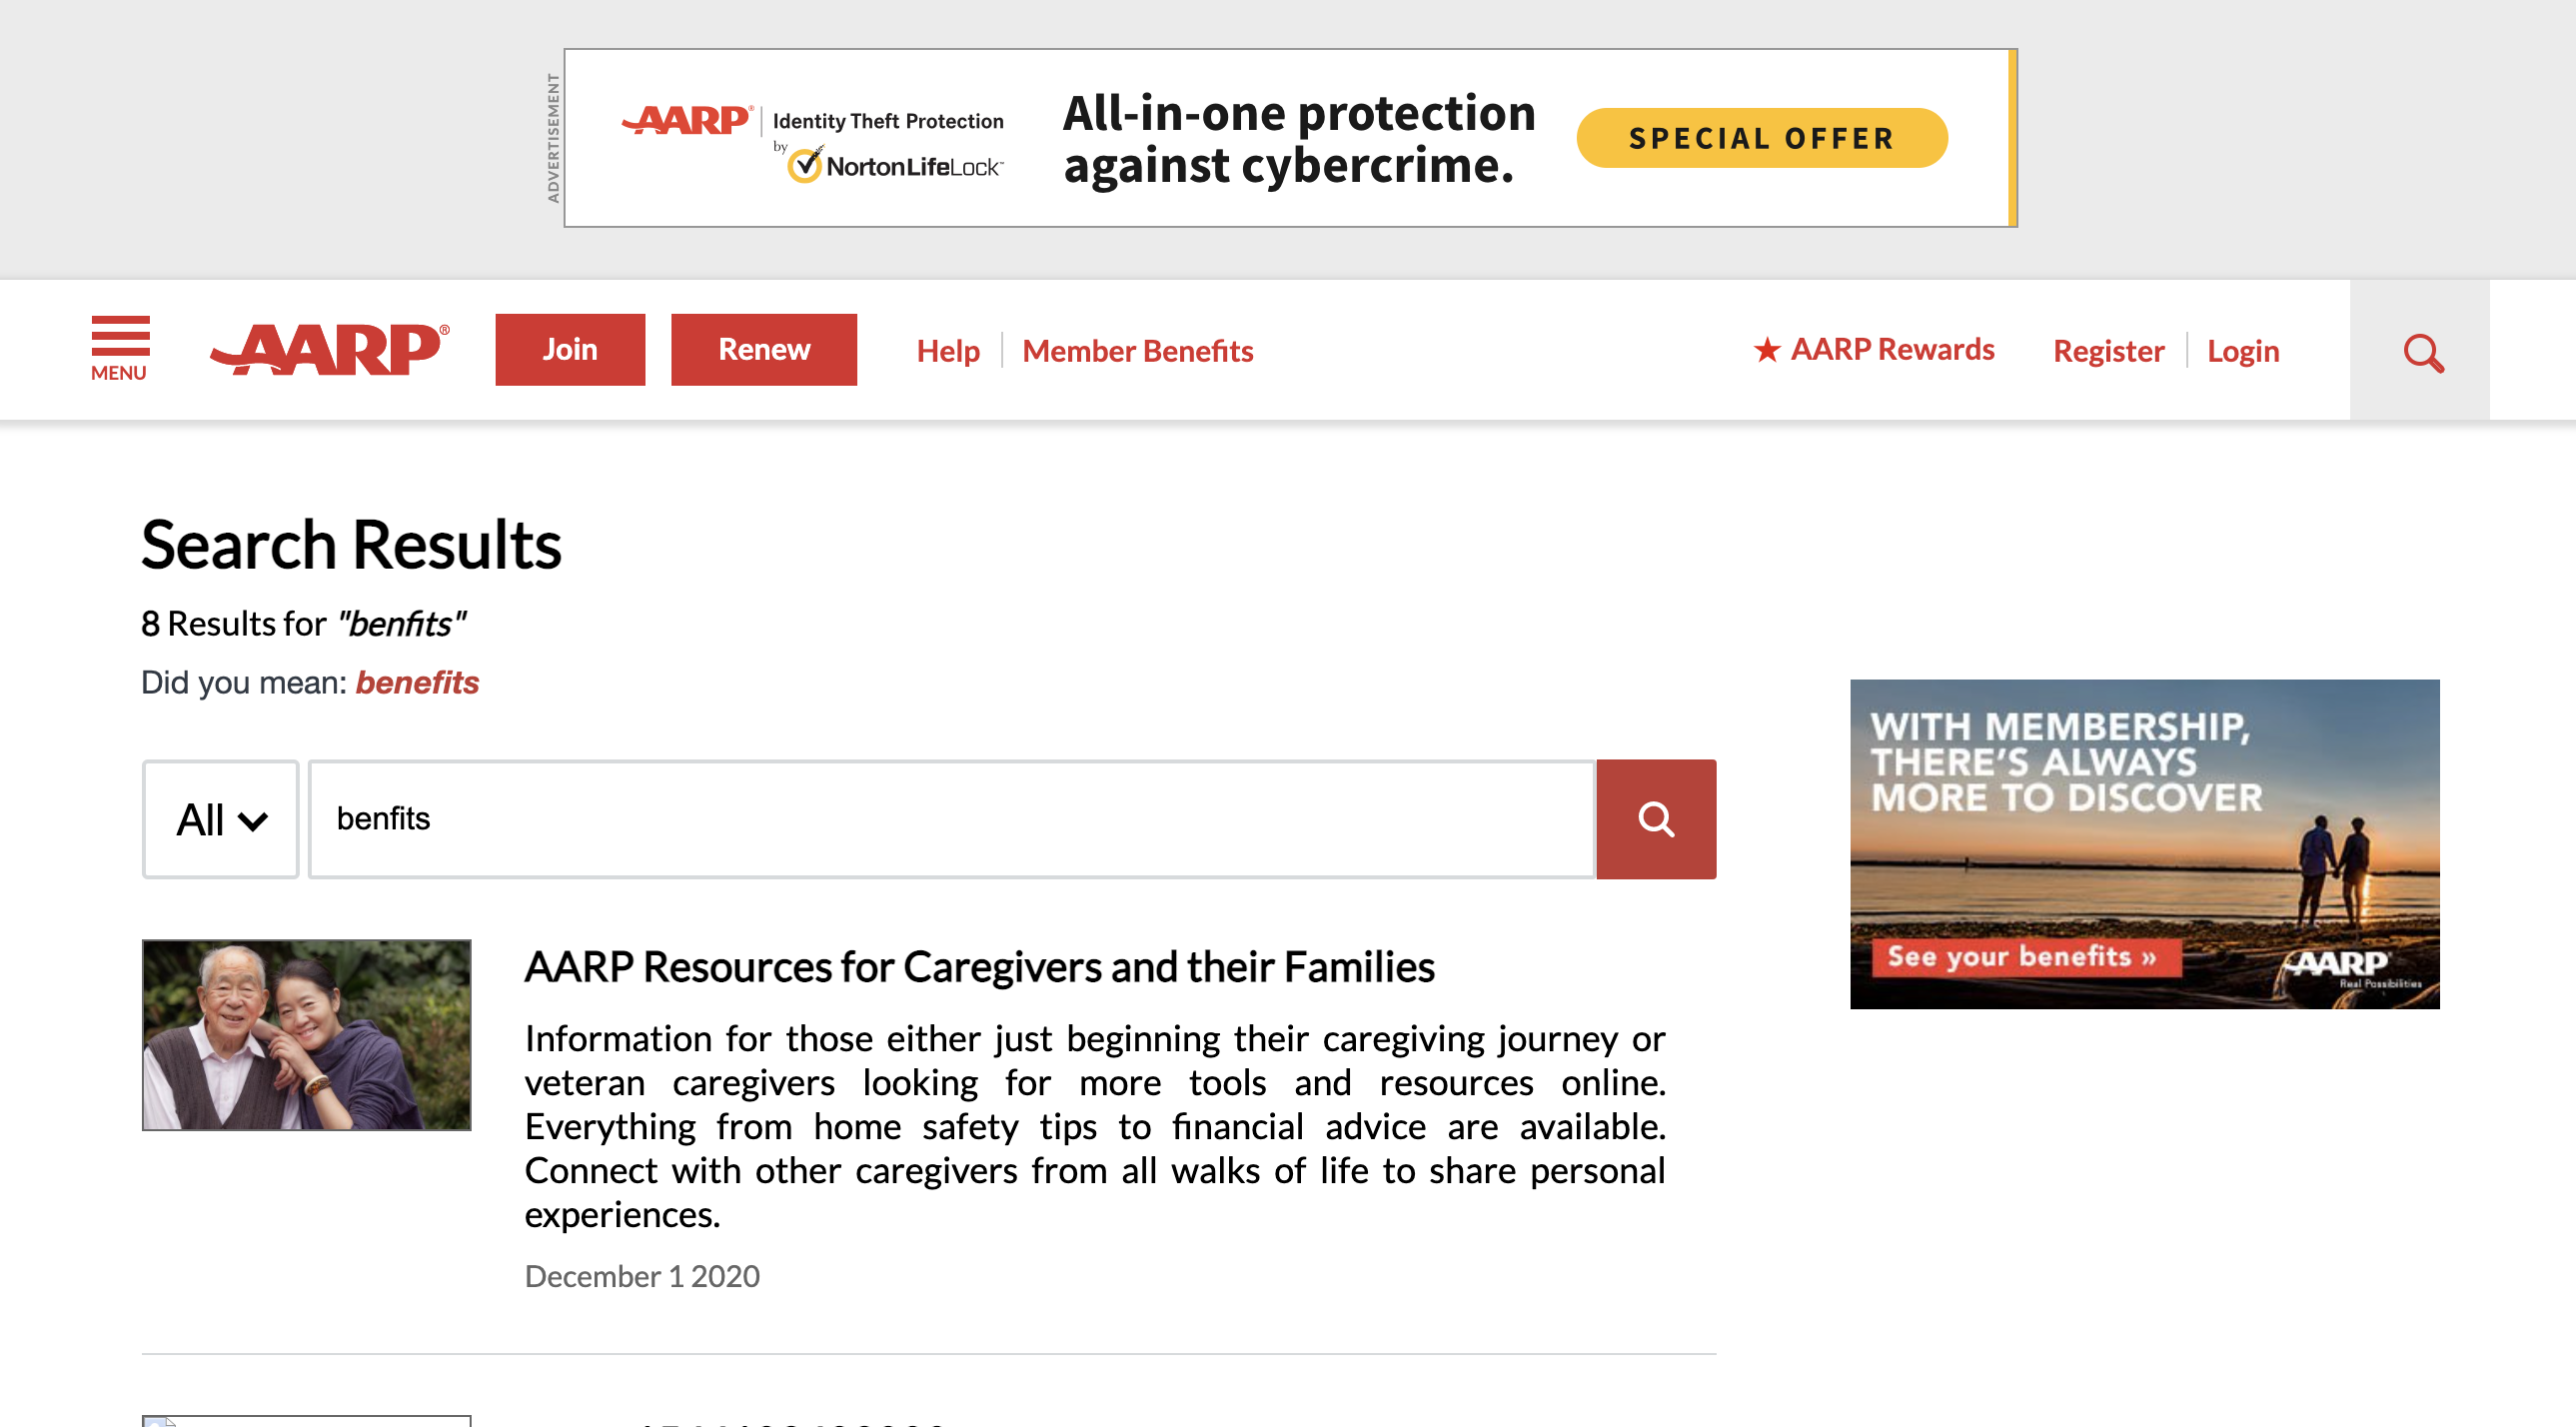 ADVERTISEMENT
AARP® Identity Theft Protection
by NortonLifeLock™
All-in-one protection
against cybercrime.
SPECIAL OFFER
MENU
AARP®
Join
Renew
Help
Member Benefits
AARP Rewards
Register
Login
Search Results
8 Results for "benfits"
Did you mean: benefits
All
benfits
WITH MEMBERSHIP,
THERE'S ALWAYS
MORE TO DISCOVER
See your benefits »
AARP
Real Possibilities
AARP Resources for Caregivers and their Families
Information for those either just beginning their caregiving journey or
veteran caregivers looking for more tools and resources online.
Everything from home safety tips to financial advice are available.
Connect with other caregivers from all walks of life to share personal
experiences.
December 1 2020